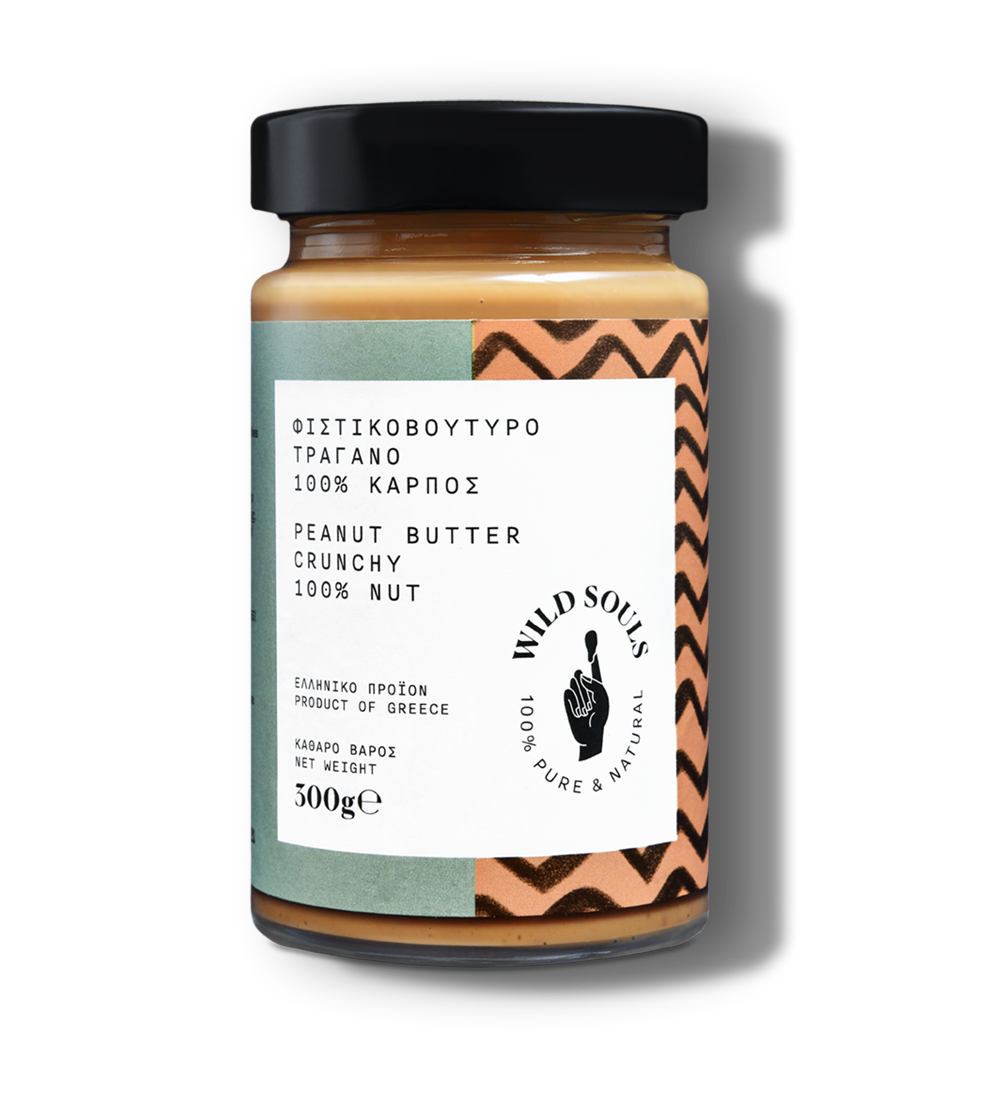 ΦΙΣΤΙΚΟΒΟΥΤΥΡΟ
ΤΡΑΓΑΝΟ
100% ΚΑΡΠΟΣ
PEANUT BUTTER
CRUNCHY
100% NUT
WILD SOULS
100% PURE & NATURAL
ΕΛΛΗΝΙΚΟ ΠΡΟΪΟΝ
PRODUCT OF GREECE
ΚΑΘΑΡΟ ΒΑΡΟΣ
NET WEIGHT
300g℮